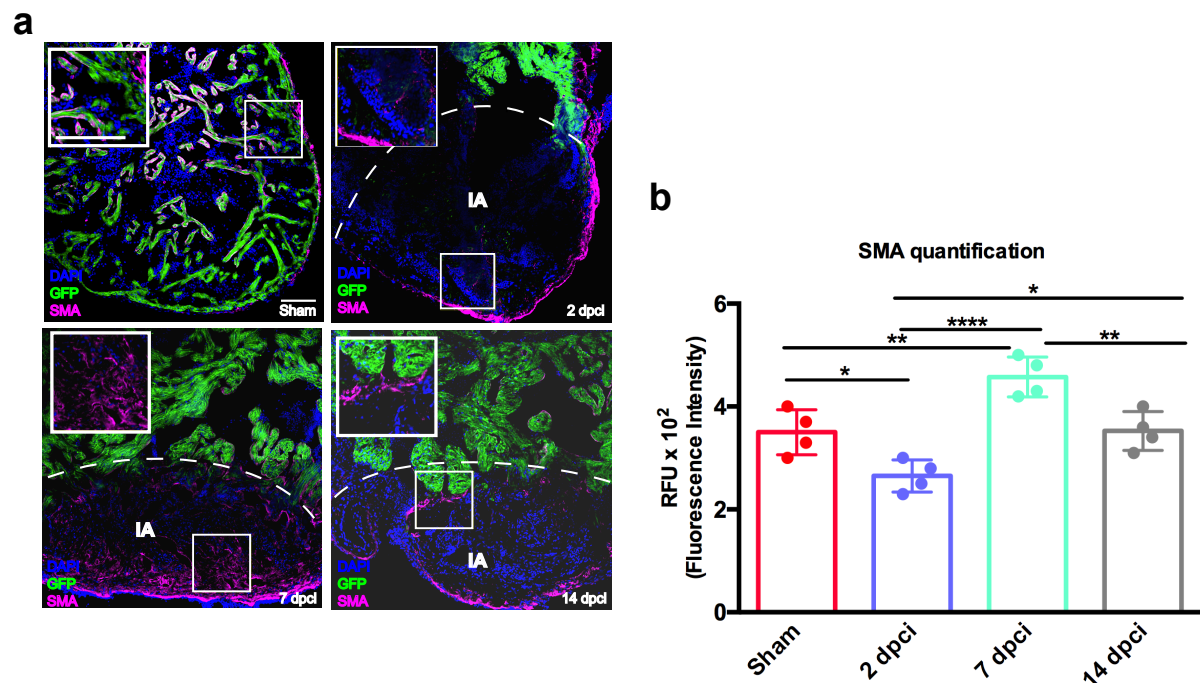 a
DAPI
GFP
SMA
Sham
IA
DAPI
GFP
SMA
2 dpci
IA
DAPI
GFP
SMA
7 dpci
IA
DAPI
GFP
SMA
14 dpci
b
SMA quantification
RFU x 10²
(Fluorescence Intensity)
6
4
2
0
*
****
**
**
*
Sham
2 dpci
7 dpci
14 dpci